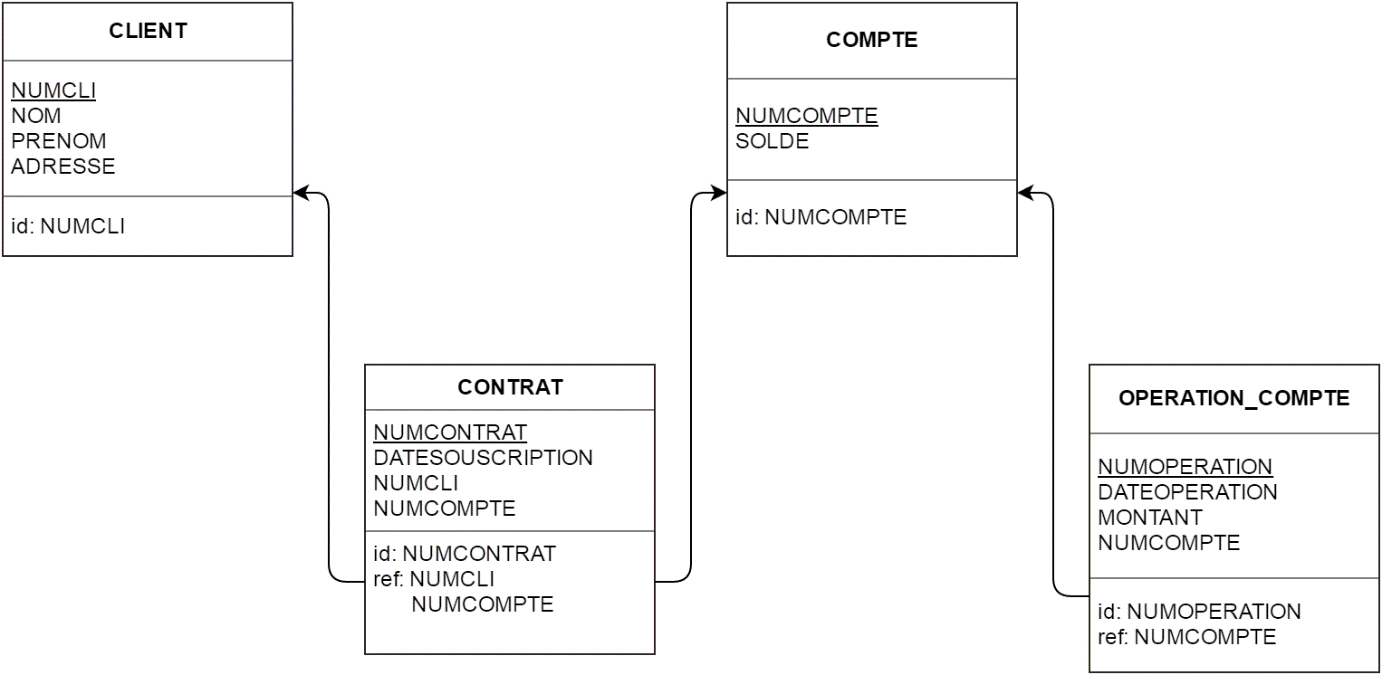 CLIENT
NUMCLI
NOM
PRENOM
ADRESSE
id: NUMCLI
COMPTE
NUMCOMPTE
SOLDE
id: NUMCOMPTE
CONTRAT
NUMCONTRAT
DATESOUSCRIPTION
NUMCLI
NUMCOMPTE
id: NUMCONTRAT
ref: NUMCLI
NUMCOMPTE
OPERATION_COMPTE
NUMOPERATION
DATEOPERATION
MONTANT
NUMCOMPTE
id: NUMOPERATION
ref: NUMCOMPTE